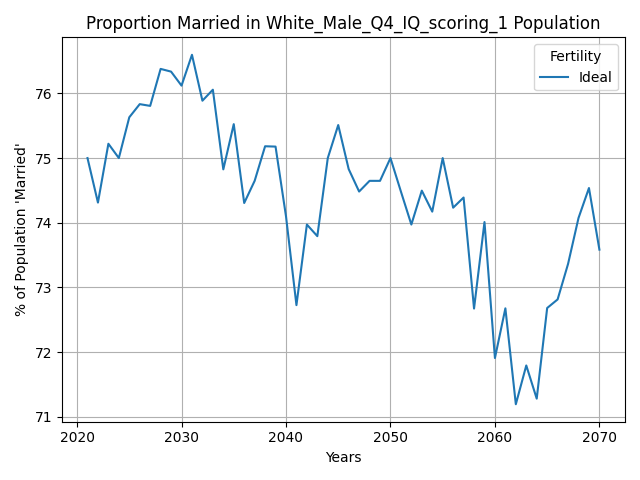 Proportion Married in White_Male_Q4_IQ_scoring_1 Population
Fertility
Ideal
% of Population 'Married'
76
75
74
73
72
71
2020
2030
2040
2050
2060
2070
Years